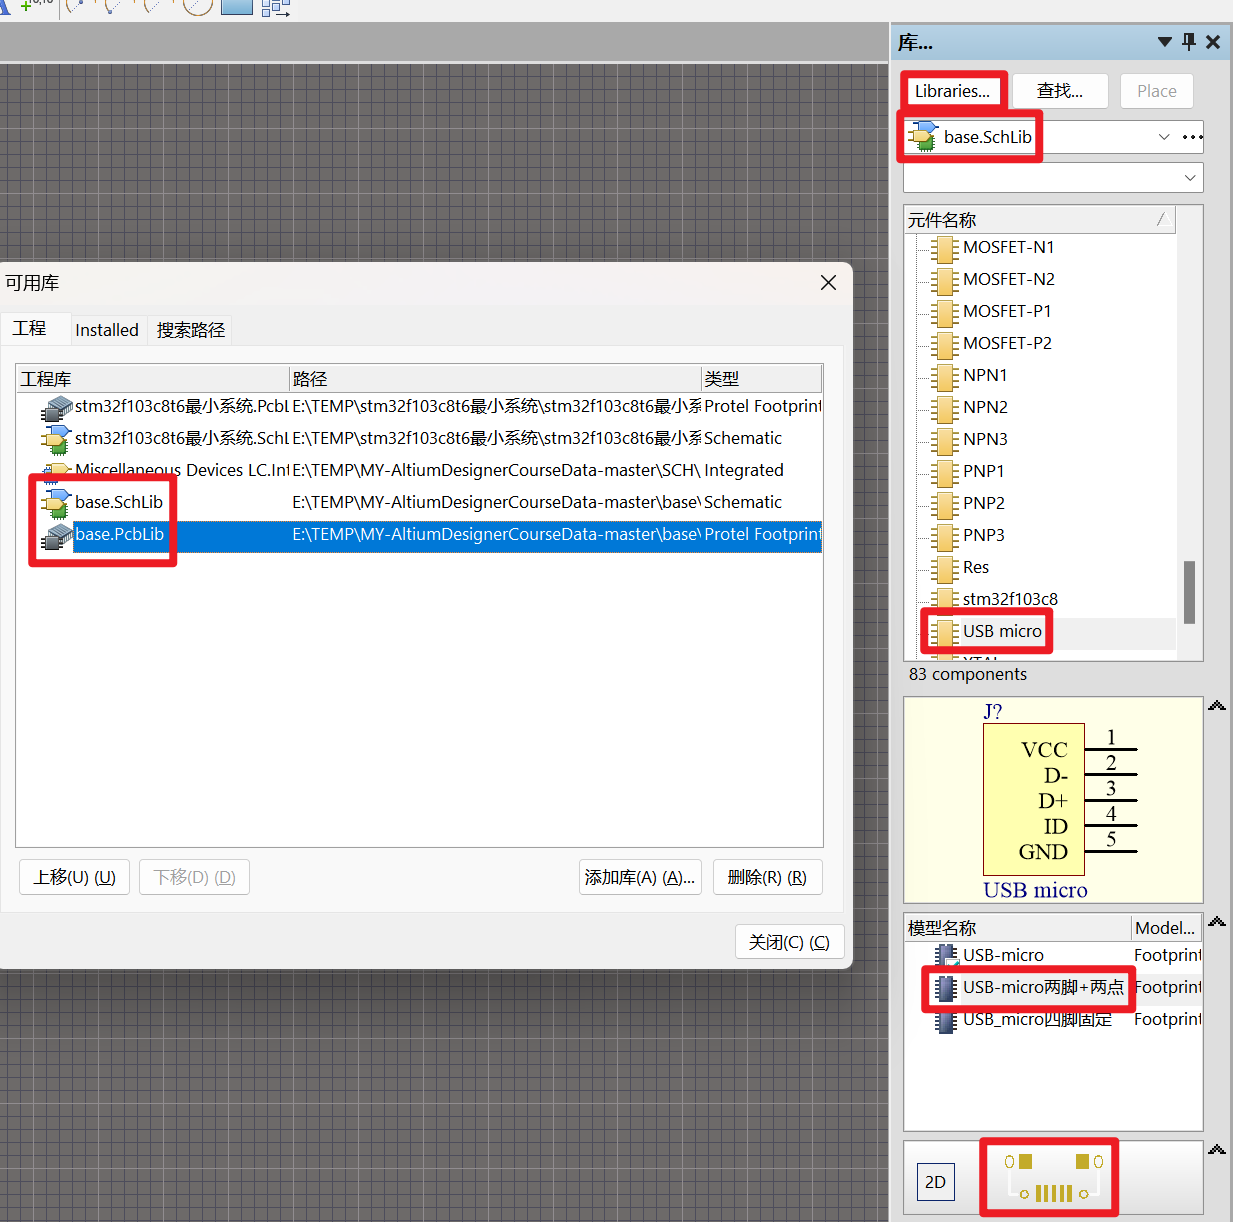 库...
Libraries...
查找...
Place
base.SchLib
元件名称
MOSFET-N1
MOSFET-N2
MOSFET-P1
MOSFET-P2
NPN1
NPN2
NPN3
PNP1
PNP2
PNP3
Res
stm32f103c8
USB micro
83 components
J?
VCC 1
D- 2
D+ 3
ID 4
GND 5
USB micro
模型名称 Model...
USB-micro Footprint
USB-micro两脚+两点 Footprint
USB_micro四脚固定 Footprint
2D
可用库
工程 Installed 搜索路径
工程库 路径 类型
stm32f103c8t6最小系统.PcbL E:\TEMP\stm32f103c8t6最小系统\stm32f103c8t6最小系 Protel Footprint
stm32f103c8t6最小系统.SchL E:\TEMP\stm32f103c8t6最小系统\stm32f103c8t6最小系 Schematic
Miscellaneous Devices LC.Int E:\TEMP\MY-AltiumDesignerCourseData-master\SCH\ Integrated
base.SchLib E:\TEMP\MY-AltiumDesignerCourseData-master\base\ Schematic
base.PcbLib E:\TEMP\MY-AltiumDesignerCourseData-master\base\ Protel Footprint
上移(U) (U) 下移(D) (D) 添加库(A) (A)... 删除(R) (R)
关闭(C) (C)